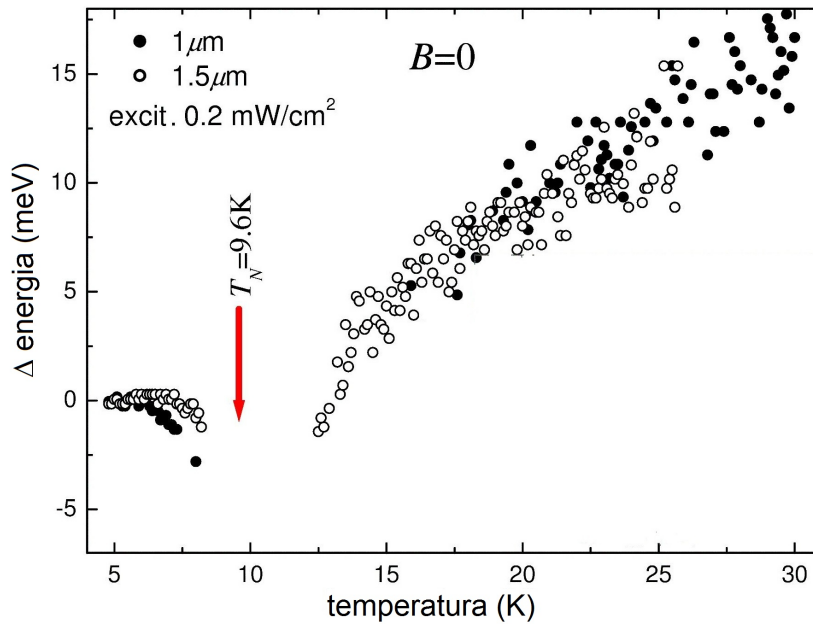 1μm
1.5μm
excit. 0.2 mW/cm²
B=0
T_N=9.6K
Δ energia (meV)
15
10
5
0
-5
5
10
15
20
25
30
temperatura (K)